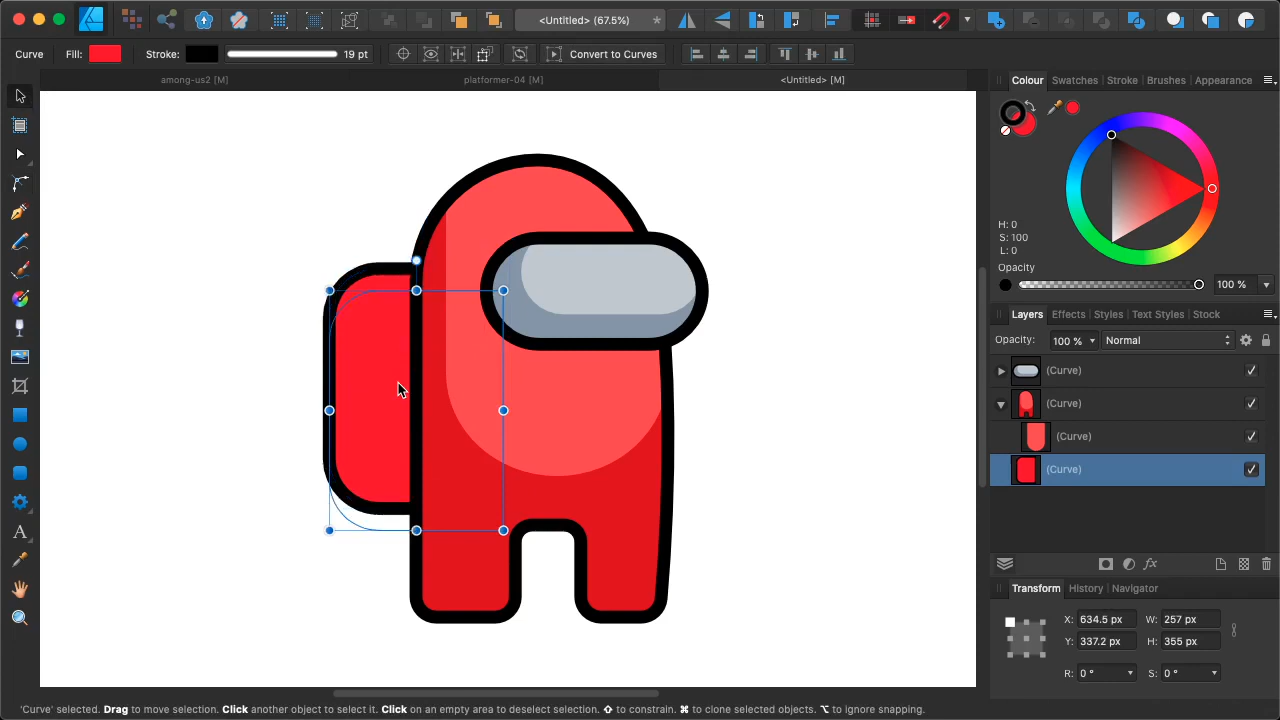 <Untitled> (67.5%)
*
Curve
Fill:
Stroke:
19 pt
Convert to Curves
among-us2 [M]
platformer-04 [M]
<Untitled> [M]
Colour
Swatches
Stroke
Brushes
Appearance
H: 0
S: 100
L: 0
Opacity
100 %
Layers
Effects
Styles
Text Styles
Stock
Opacity:
100 %
Normal
(Curve)
(Curve)
(Curve)
(Curve)
A
fx
Transform
History
Navigator
X: 634.5 px
W: 257 px
Y: 337.2 px
H: 355 px
R: 0 °
S: 0 °
'Curve' selected. Drag to move selection. Click another object to select it. Click on an empty area to deselect selection. ⇧ to constrain. ⌘ to clone selected objects. ⌥ to ignore snapping.